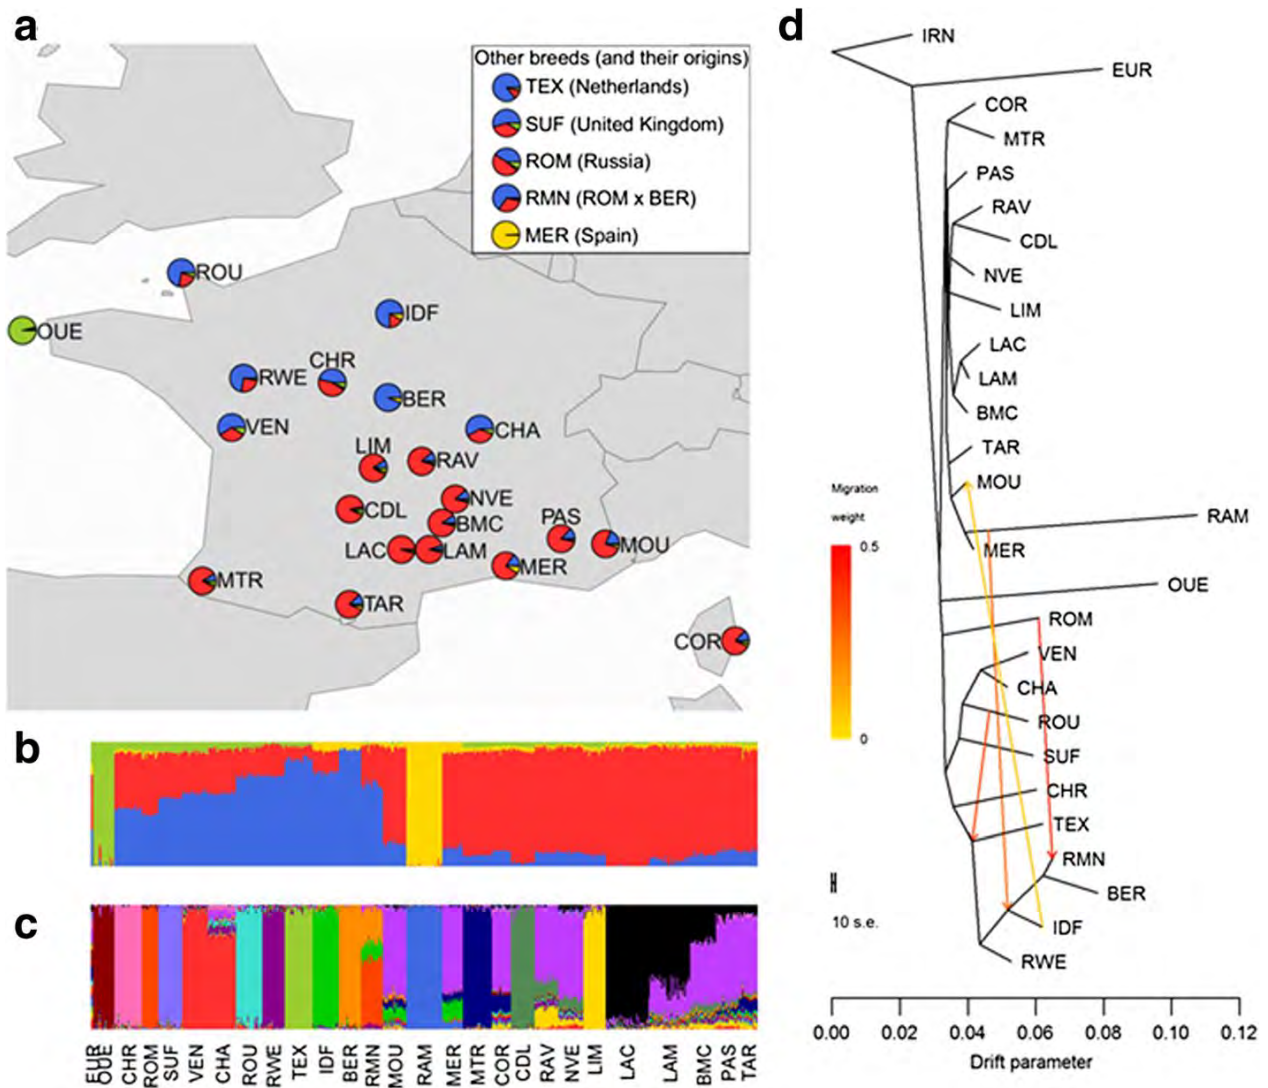 a
Other breeds (and their origins)
TEX (Netherlands)
SUF (United Kingdom)
ROM (Russia)
RMN (ROM x BER)
MER (Spain)
ROU
OUE
IDF
RWE
CHR
BER
VEN
CHA
LIM
RAV
CDL
NVE
BMC
PAS
LAC
LAM
MOU
MER
MTR
TAR
COR
b
c
EUR
OUE
CHR
ROM
SUF
VEN
CHA
ROU
RWE
TEX
IDF
BER
RMN
MOU
RAM
MER
MTR
COR
CDL
RAV
NVE
LIM
LAC
LAM
BMC
PAS
TAR
d
IRN
EUR
COR
MTR
PAS
RAV
CDL
NVE
LIM
LAC
LAM
BMC
TAR
MOU
RAM
MER
OUE
ROM
VEN
CHA
ROU
SUF
CHR
TEX
RMN
BER
IDF
RWE
Migration
weight
0.5
0
10 s.e.
0.00 0.02 0.04 0.06 0.08 0.10 0.12
Drift parameter